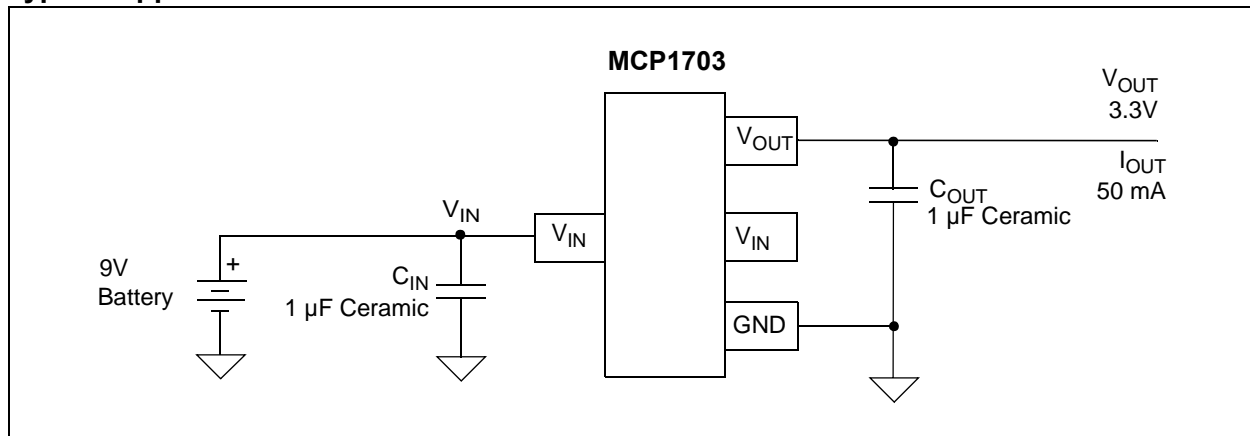 MCP1703
V_OUT
3.3V
V_OUT
I_OUT
50 mA
C_OUT
1 µF Ceramic
V_IN
V_IN
V_IN
9V
Battery
+
C_IN
1 µF Ceramic
GND